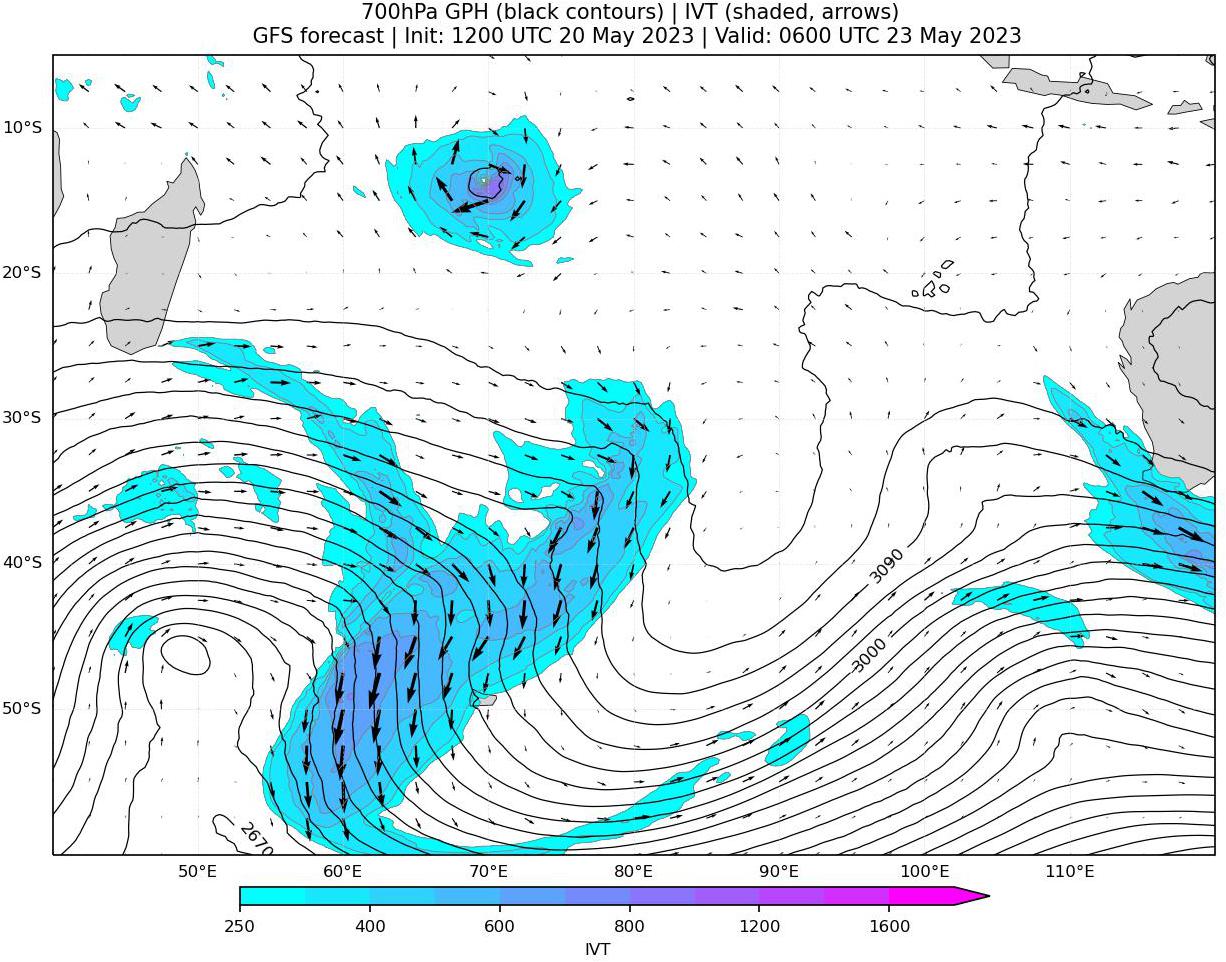 700hPa GPH (black contours) | IVT (shaded, arrows)
GFS forecast | Init: 1200 UTC 20 May 2023 | Valid: 0600 UTC 23 May 2023
10°S
20°S
30°S
40°S
50°S
3090
3000
2670
50°E 60°E 70°E 80°E 90°E 100°E 110°E
250 400 600 800 1200 1600
IVT